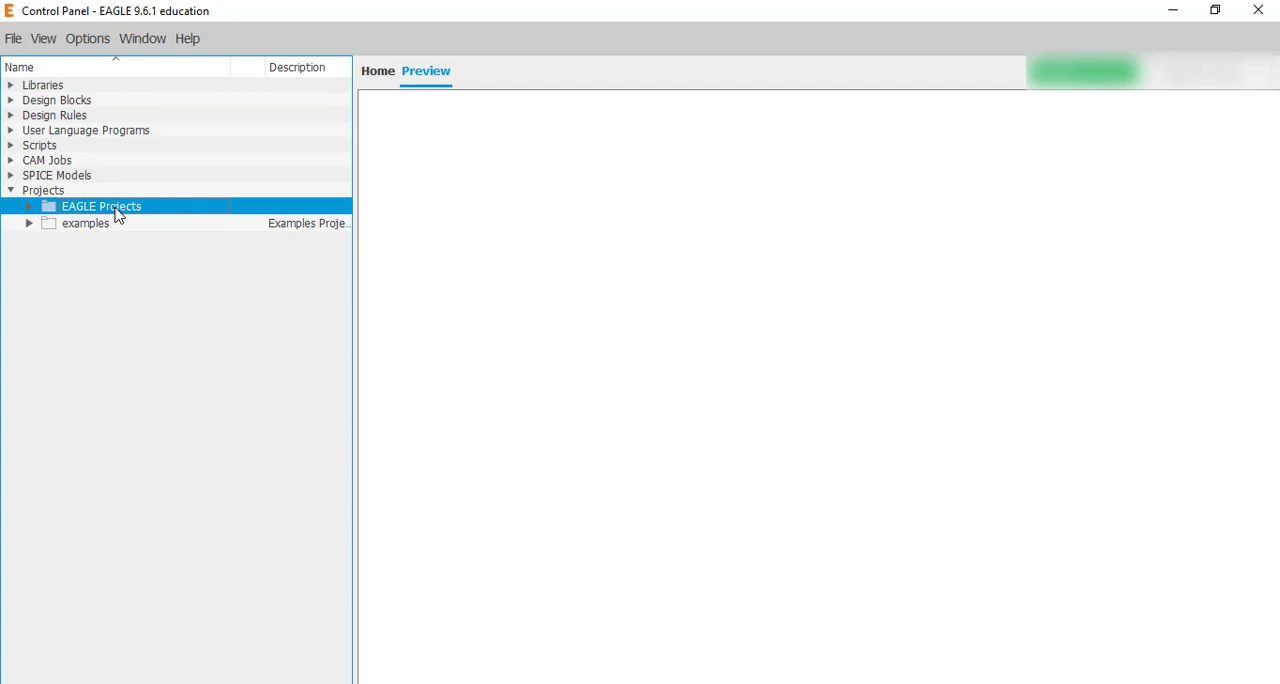 E Control Panel - EAGLE 9.6.1 education
File View Options Window Help
Name Description
Home Preview
Libraries
Design Blocks
Design Rules
User Language Programs
Scripts
CAM Jobs
SPICE Models
Projects
EAGLE Projects
examples Examples Proje..